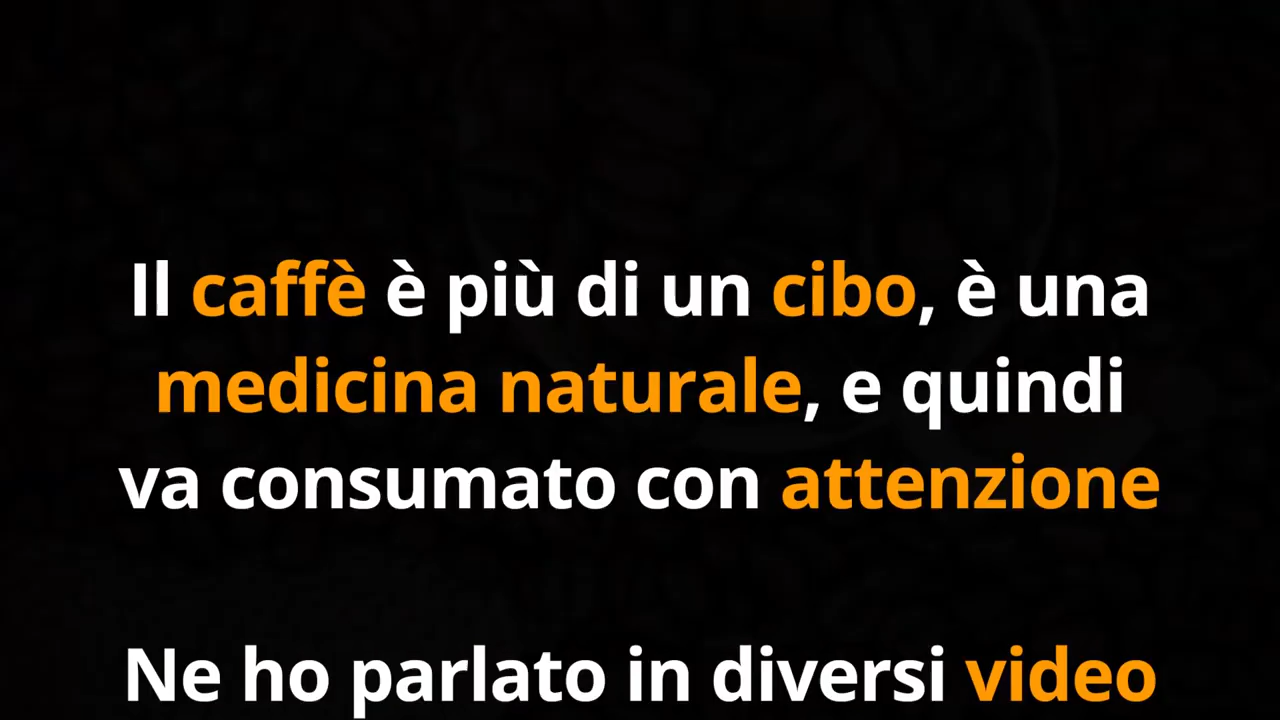 Il caffè è più di un cibo, è una
medicina naturale, e quindi
va consumato con attenzione
Ne ho parlato in diversi video